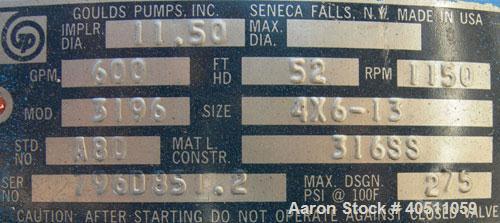 GOULDS PUMPS, INC. SENECA FALLS, N.Y. MADE IN USA
IMPLR. DIA. 11.50 MAX. DIA.
GPM 600 FT HD 52 RPM 1150
MOD. 3196 SIZE 4X6-13
STD. NO. A80 MAT'L. CONSTR. 316SS
SER NO. 796D851.2 MAX. DSGN. PSI @ 100F 275
CAUTION AFTER STARTING DO NOT OPERATE AGAINST CLOSED VALVE
Aaron Stock # 40511059